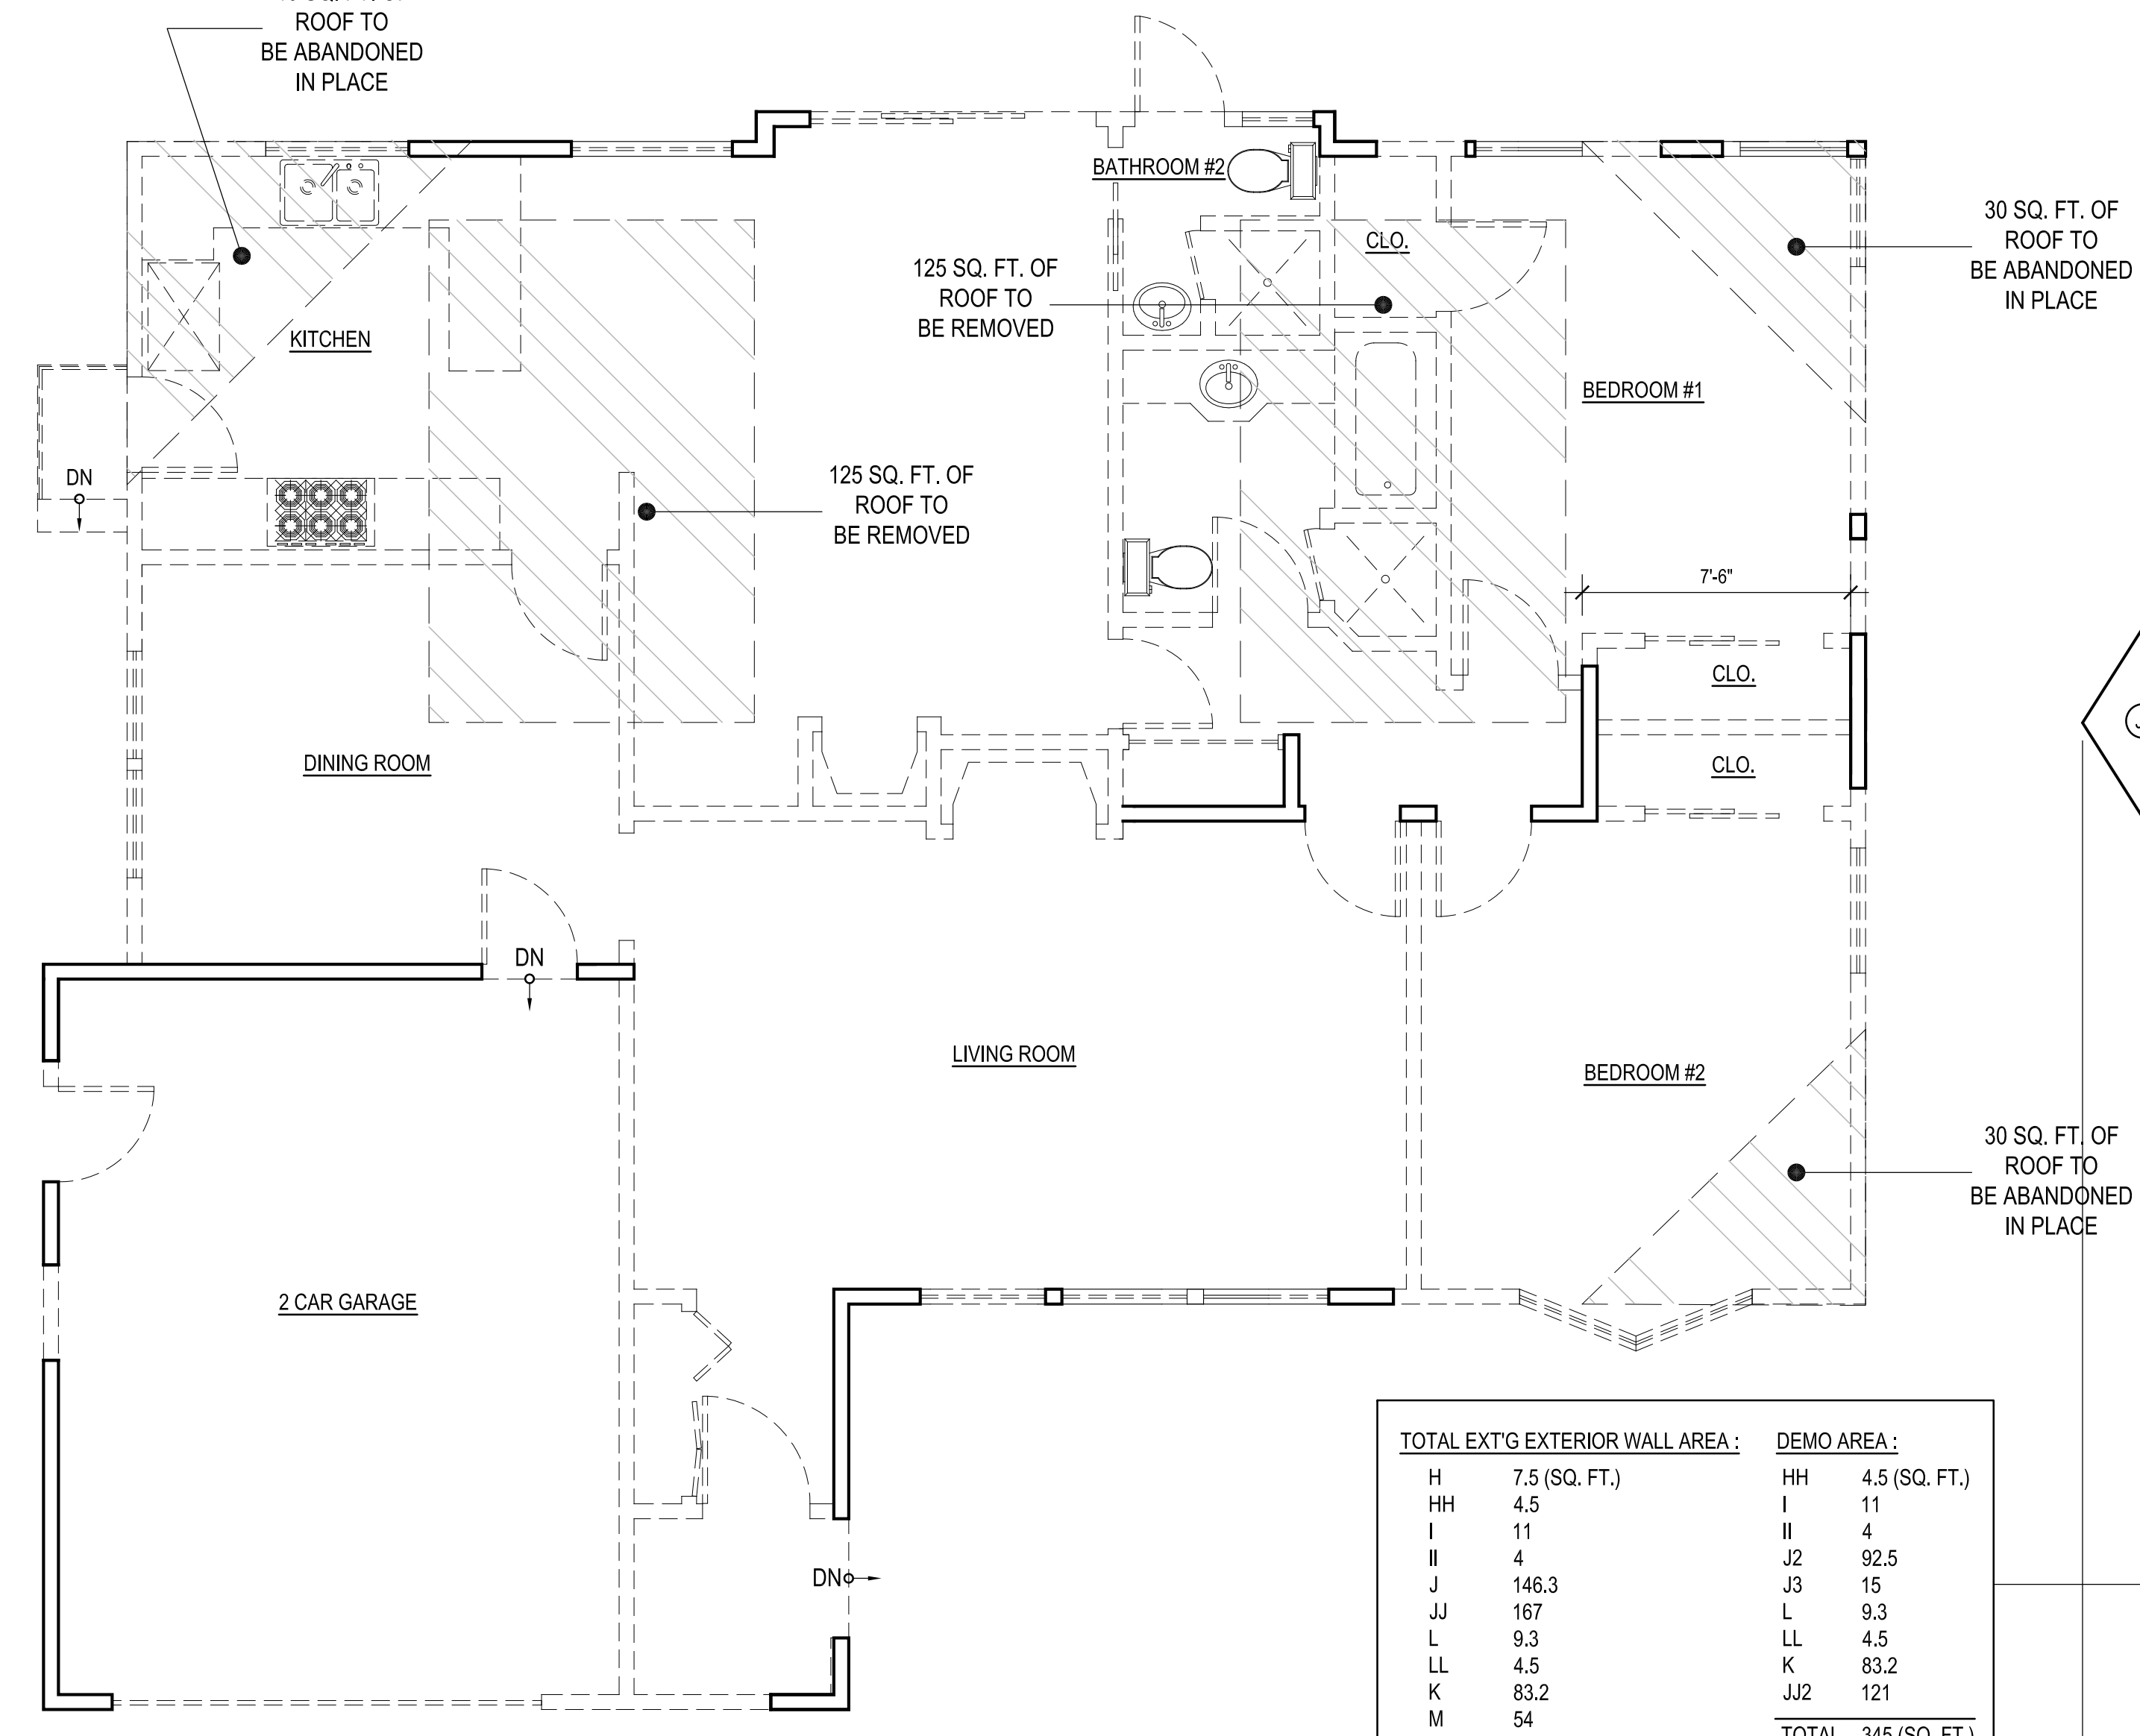 ROOF TO
BE ABANDONED
IN PLACE
BATHROOM #2
30 SQ. FT. OF
ROOF TO
BE ABANDONED
IN PLACE
CLO.
125 SQ. FT. OF
ROOF TO
BE REMOVED
KITCHEN
BEDROOM #1
DN
125 SQ. FT. OF
ROOF TO
BE REMOVED
7'-6"
CLO.
CLO.
DINING ROOM
DN
LIVING ROOM
BEDROOM #2
30 SQ. FT. OF
ROOF TO
BE ABANDONED
IN PLACE
2 CAR GARAGE
DN
TOTAL EXT'G EXTERIOR WALL AREA :
H 7.5 (SQ. FT.)
HH 4.5
I 11
II 4
J 146.3
JJ 167
L 9.3
LL 4.5
K 83.2
M 54
DEMO AREA :
HH 4.5 (SQ. FT.)
I 11
II 4
J2 92.5
J3 15
L 9.3
LL 4.5
K 83.2
JJ2 121
TOTAL 345 (SQ. FT.)